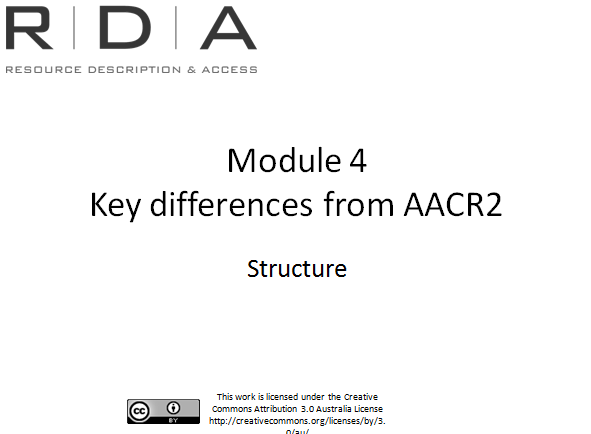 R | D | A
RESOURCE DESCRIPTION & ACCESS
Module 4
Key differences from AACR2
Structure
This work is licensed under the Creative
Commons Attribution 3.0 Australia License
http://creativecommons.org/licenses/by/3.
0/au/
cc
BY